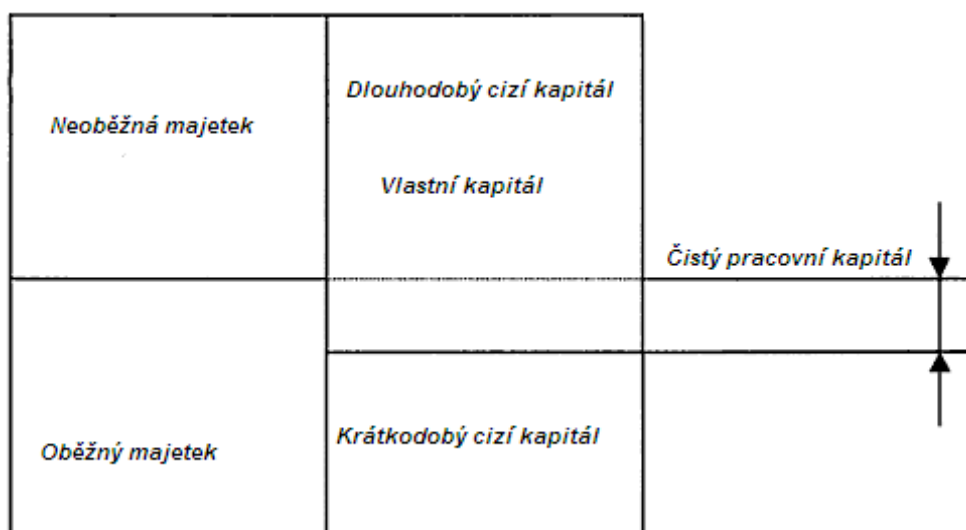 Neoběžná majetek
Dlouhodobý cizí kapitál
Vlastní kapitál
Čistý pracovní kapitál
Oběžný majetek
Krátkodobý cizí kapitál